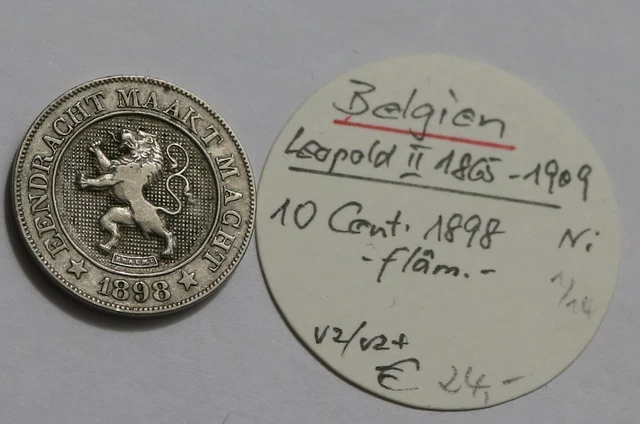 EENDRACHT MAAKT MACHT
1898
Belgien
Leopold II 1865-1909
10 Cent. 1898 Ni
-fläm.-
vz/vz+
€ 24,-